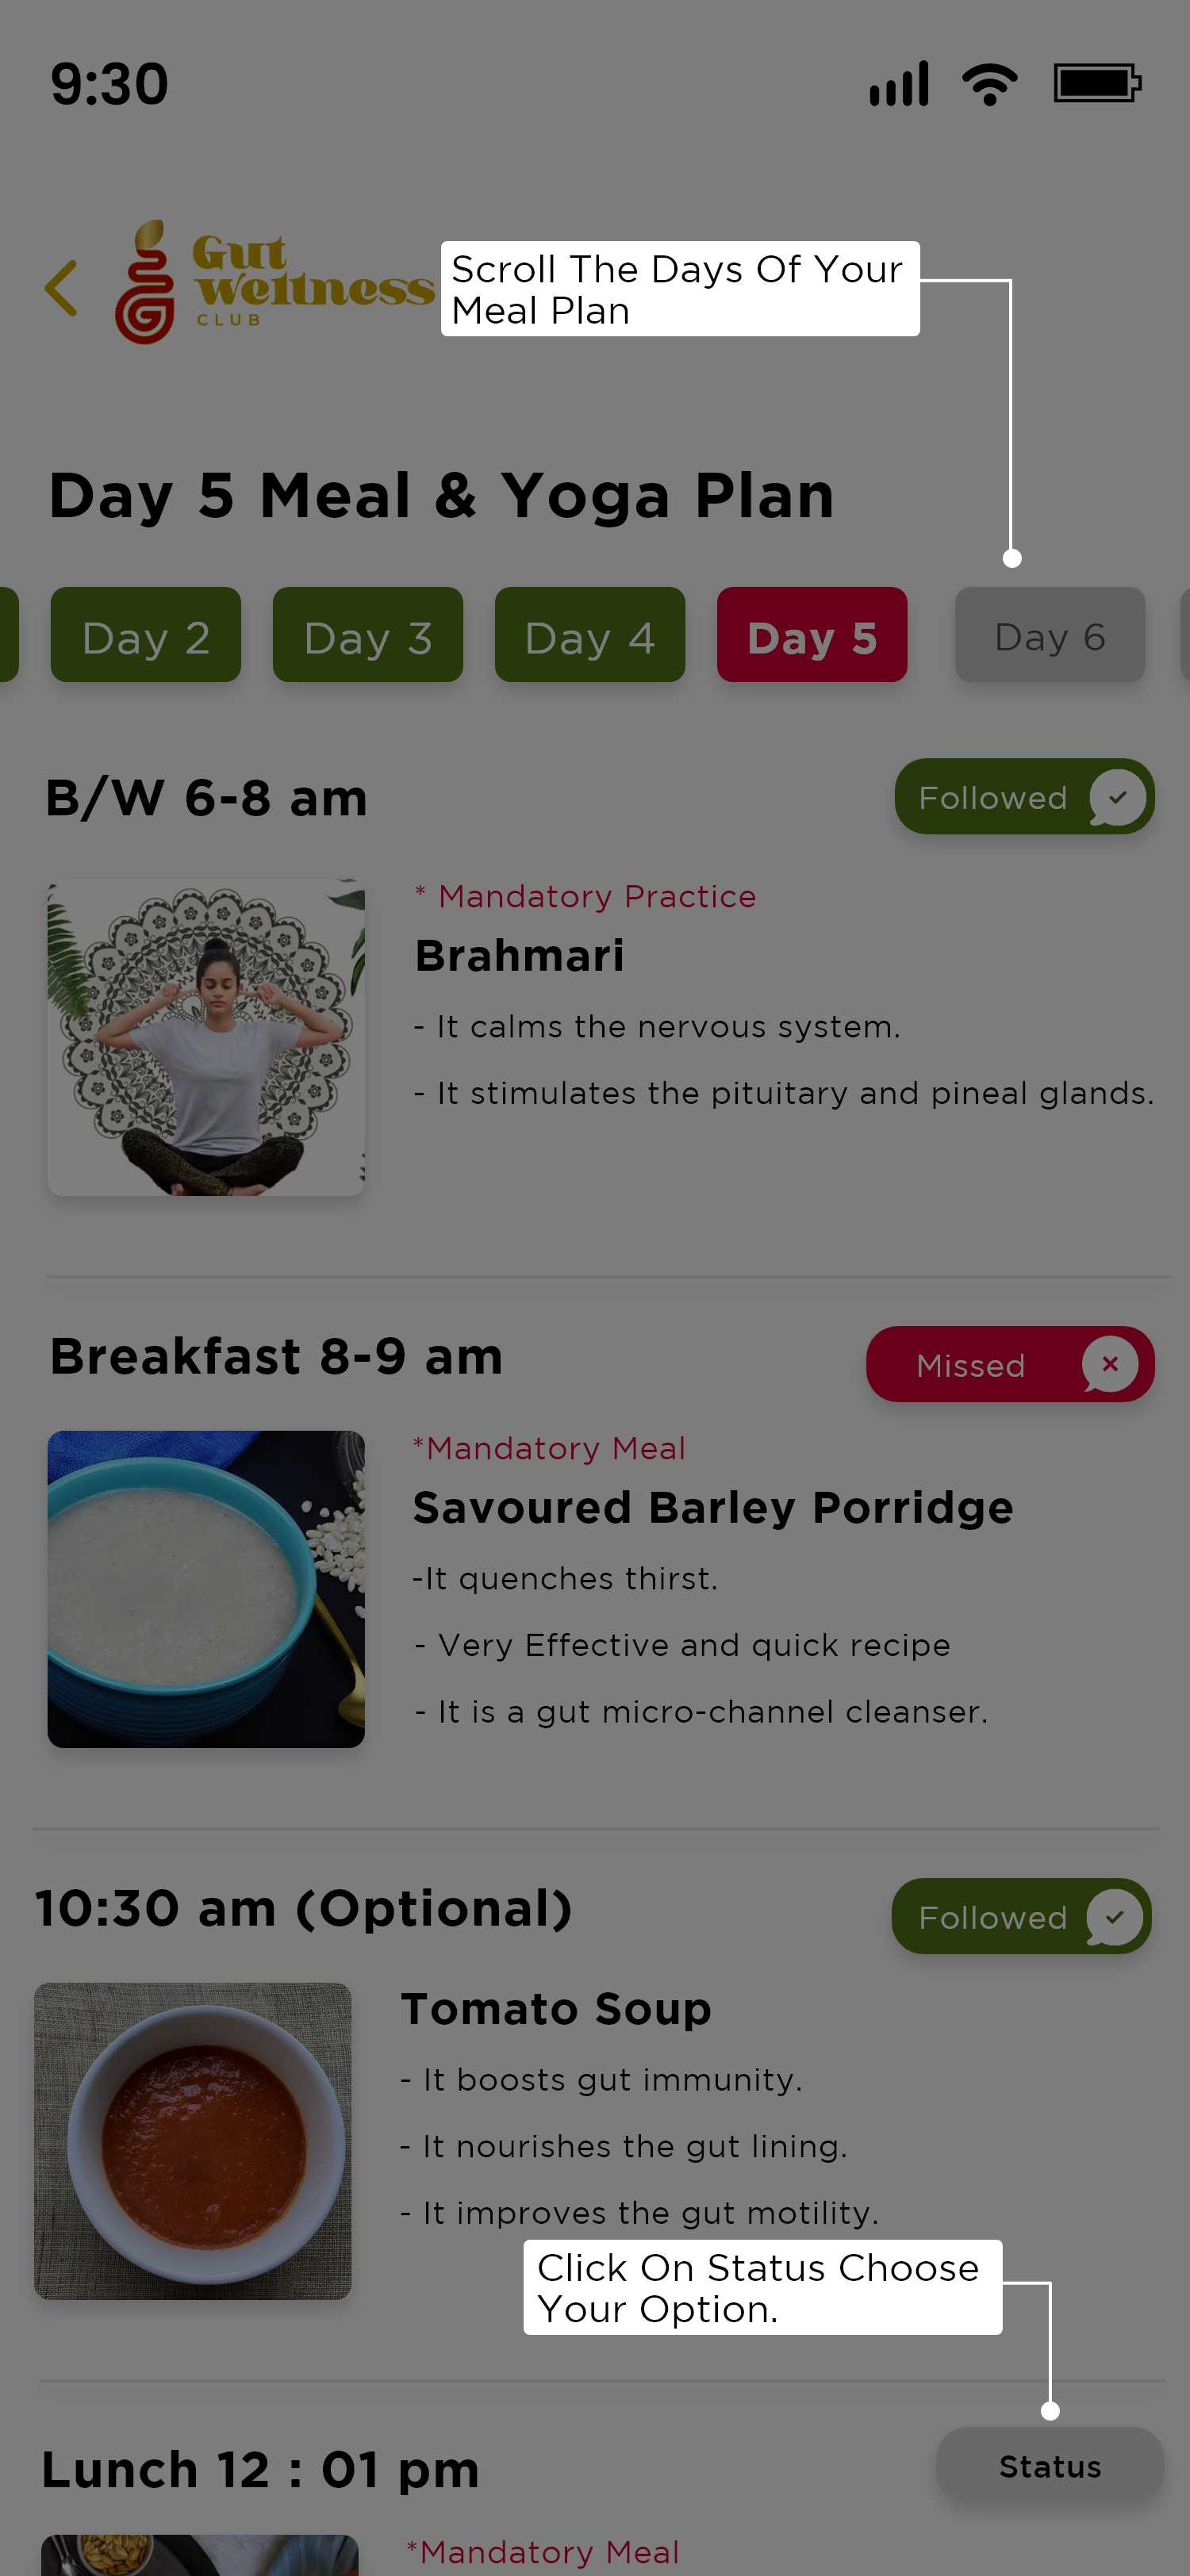 9:30
Gut
Wellness
CLUB
Scroll The Days Of Your
Meal Plan
Day 5 Meal & Yoga Plan
Day 2
Day 3
Day 4
Day 5
Day 6
B/W 6-8 am
Followed
* Mandatory Practice
Brahmari
- It calms the nervous system.
- It stimulates the pituitary and pineal glands.
Breakfast 8-9 am
Missed
*Mandatory Meal
Savoured Barley Porridge
-It quenches thirst.
- Very Effective and quick recipe
- It is a gut micro-channel cleanser.
10:30 am (Optional)
Followed
Tomato Soup
- It boosts gut immunity.
- It nourishes the gut lining.
- It improves the gut motility.
Click On Status Choose
Your Option.
Lunch 12 : 01 pm
Status
*Mandatory Meal